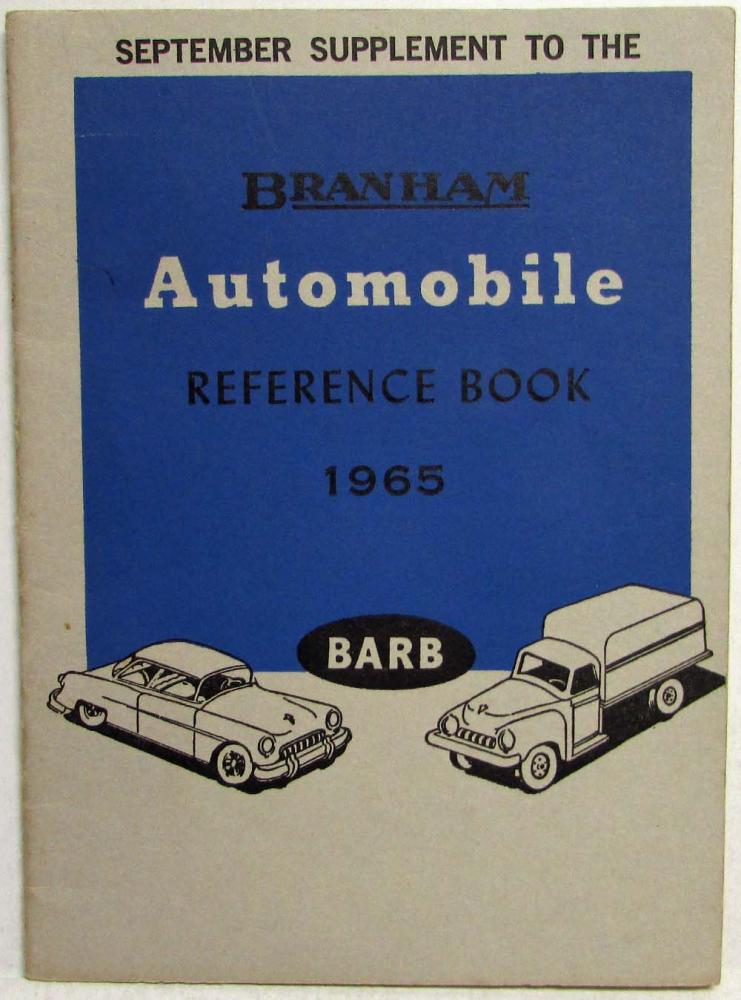 SEPTEMBER SUPPLEMENT TO THE
BRANHAM
Automobile
REFERENCE BOOK
1965
BARB